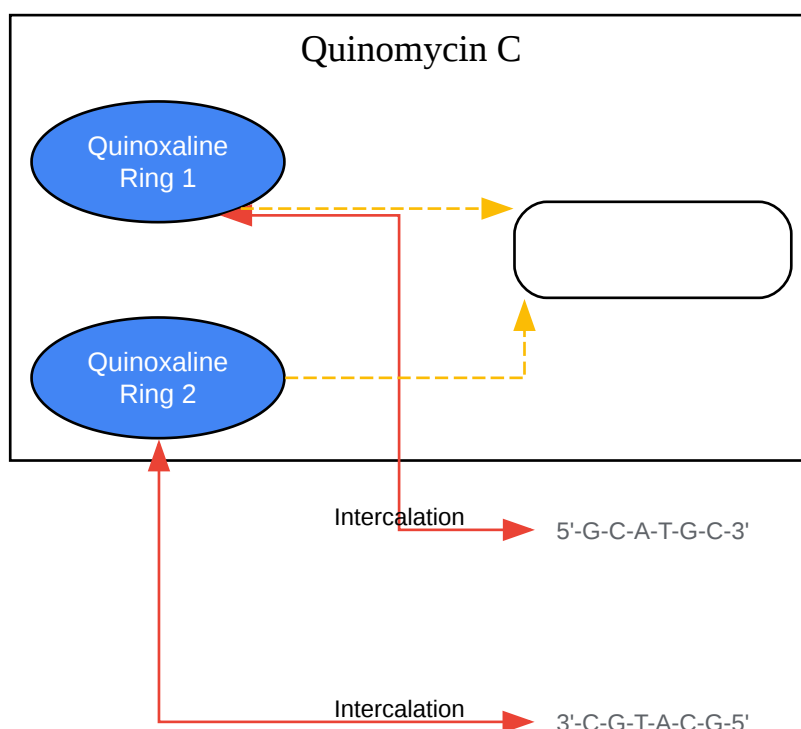 Quinomycin C
Quinoxaline
Ring 1
Quinoxaline
Ring 2
Intercalation
5'-G-C-A-T-G-C-3'
Intercalation
3'-C-G-T-A-C-G-5'